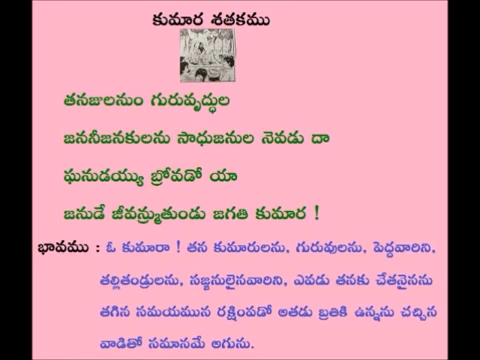 కుమార శతకము
తనజులనుం గురువృద్ధుల
జననీజనకులను సాధుజనుల నెవడు దా
ఘనుడయ్యు బ్రోవడో యా
జనుడే జీవన్మృతుండు జగతి కుమార !
భావము : ఓ కుమారా ! తన కుమారులను, గురువులను, పెద్దవారిని,
తల్లితండ్రులను, సజ్జనులైనవారిని, ఎవడు తనకు చేతనైనను
తగిన సమయమున రక్షింపడో అతడు బ్రతికి ఉన్నను చచ్చిన
వాడితో సమానమే అగును.